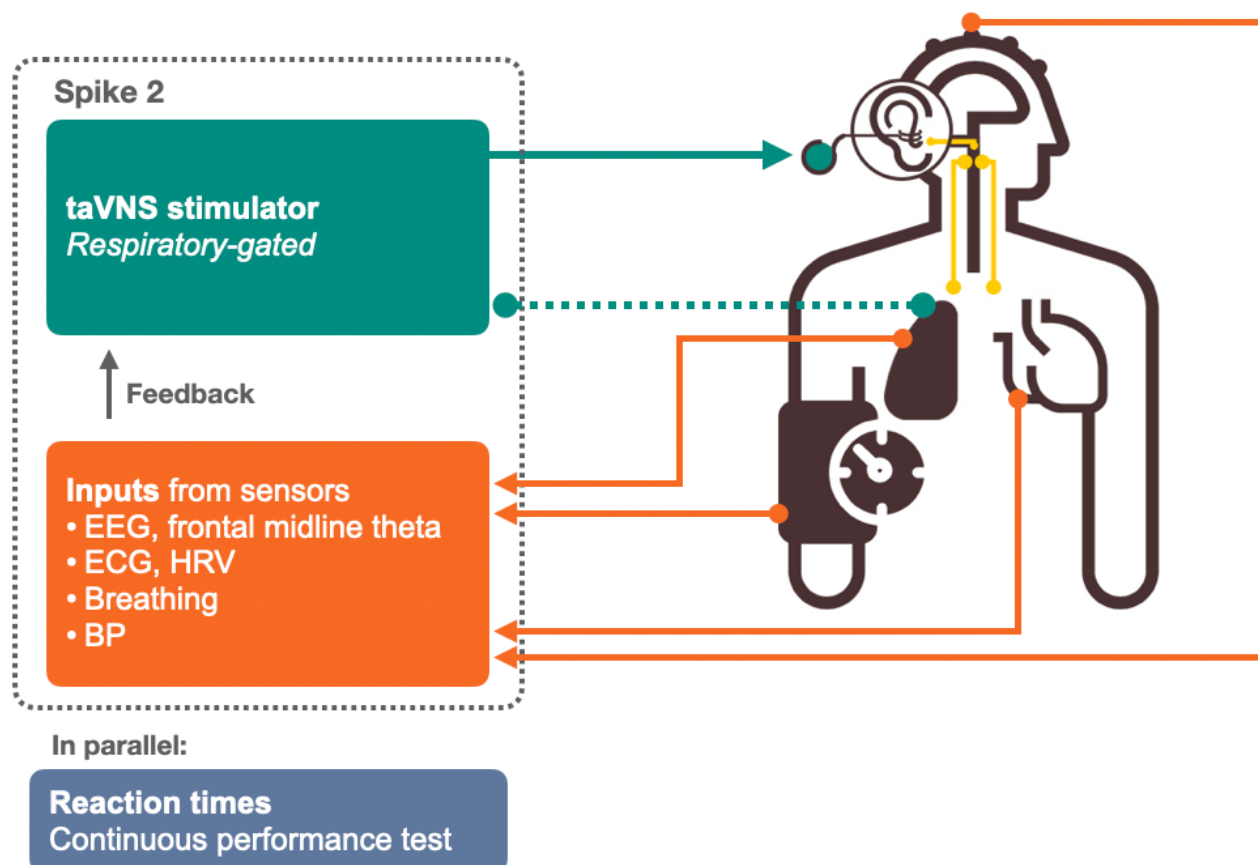 Spike 2
taVNS stimulator
Respiratory-gated
Feedback
Inputs from sensors
• EEG, frontal midline theta
• ECG, HRV
• Breathing
• BP
In parallel:
Reaction times
Continuous performance test